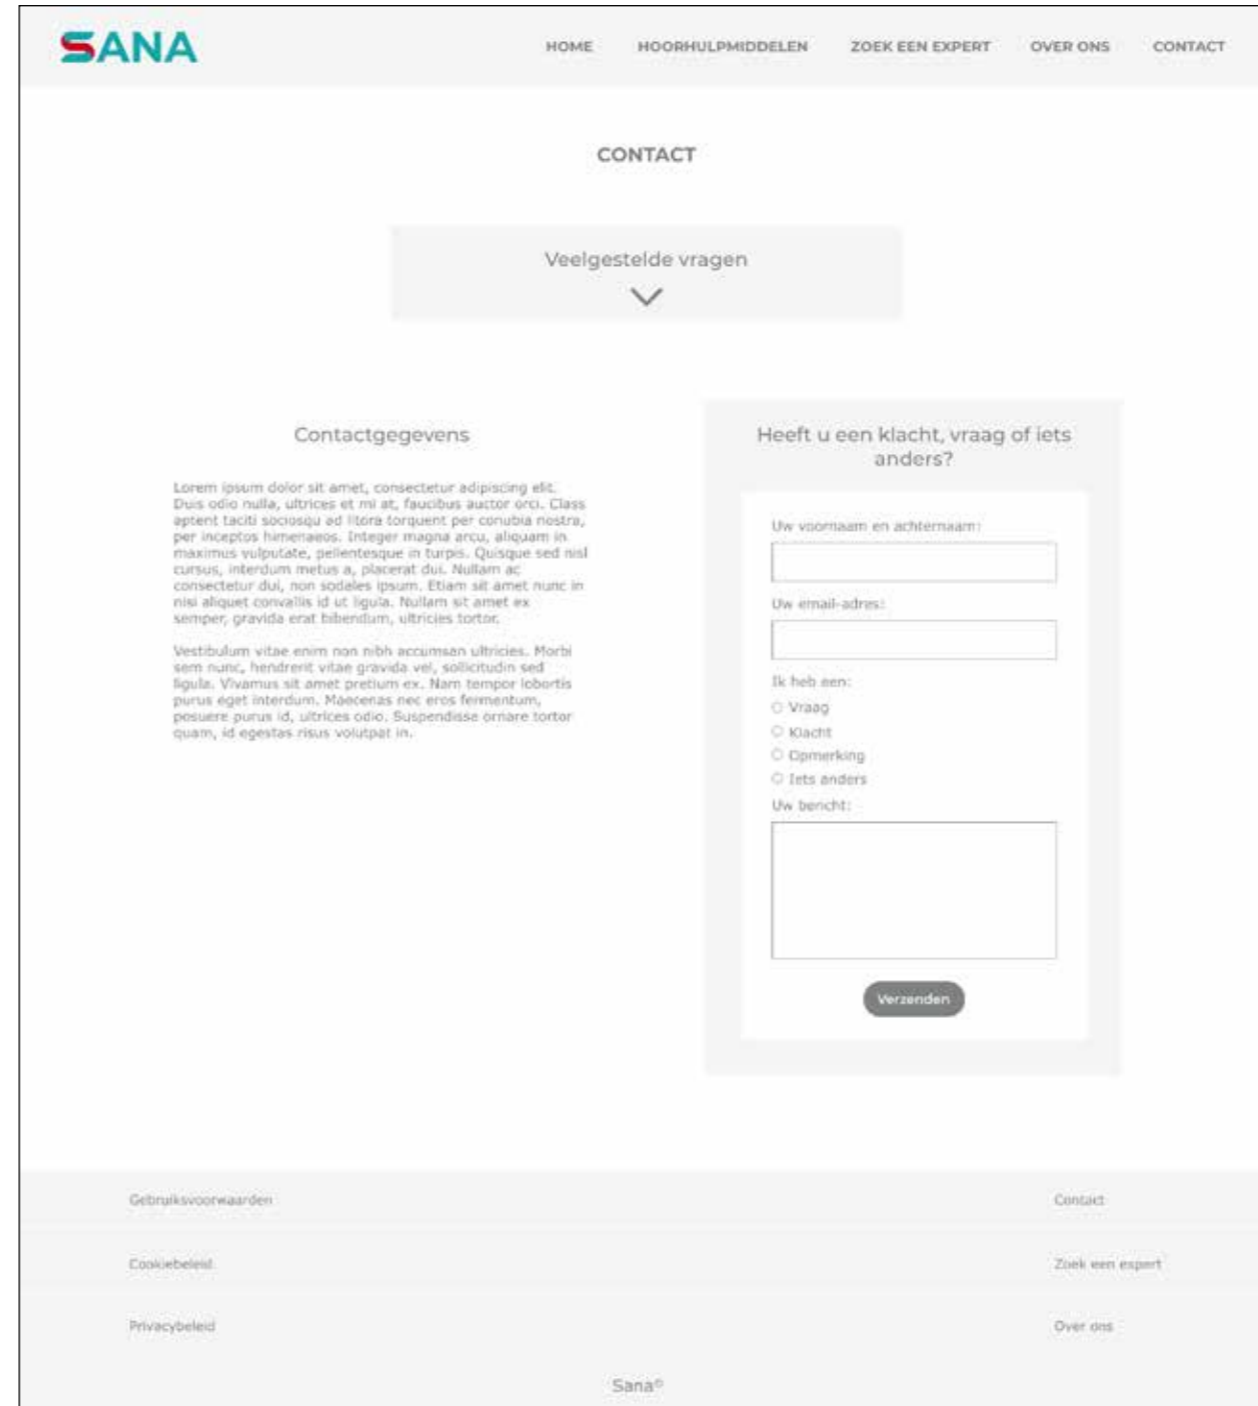 SANA
HOME HOORHULPMIDDELEN ZOEK EEN EXPERT OVER ONS CONTACT
CONTACT
Veelgestelde vragen
Contactgegevens
Lorem ipsum dolor sit amet, consectetur adipiscing elit.
Duis odio nulla, ultrices et mi at, faucibus auctor orci. Class
aptent taciti sociosqu ad litora torquent per conubia nostra,
per inceptos himenaeos. Integer magna arcu, aliquam in
maximus vulputate, pellentesque in turpis. Quisque sed nisl
cursus, interdum metus a, placerat dui. Nullam ac
consectetur dui, non sodales ipsum. Etiam sit amet nunc in
nisi aliquet convallis id ut ligula. Nullam sit amet ex
semper, gravida erat bibendum, ultricies tortor.
Vestibulum vitae enim non nibh accumsan ultricies. Morbi
sem nunc, hendrerit vitae gravida vel, sollicitudin sed
ligula. Vivamus sit amet pretium ex. Nam tempor lobortis
purus eget interdum. Maecenas nec eros fermentum,
posuere purus id, ultrices odio. Suspendisse ornare tortor
quam, id egestas risus volutpat in.
Heeft u een klacht, vraag of iets
anders?
Uw voornaam en achternaam:
Uw email-adres:
Ik heb een:
Vraag
Klacht
Opmerking
Iets anders
Uw bericht:
Verzenden
Gebruiksvoorwaarden
Cookiebeleid
Privacybeleid
Contact
Zoek een expert
Over ons
Sana©